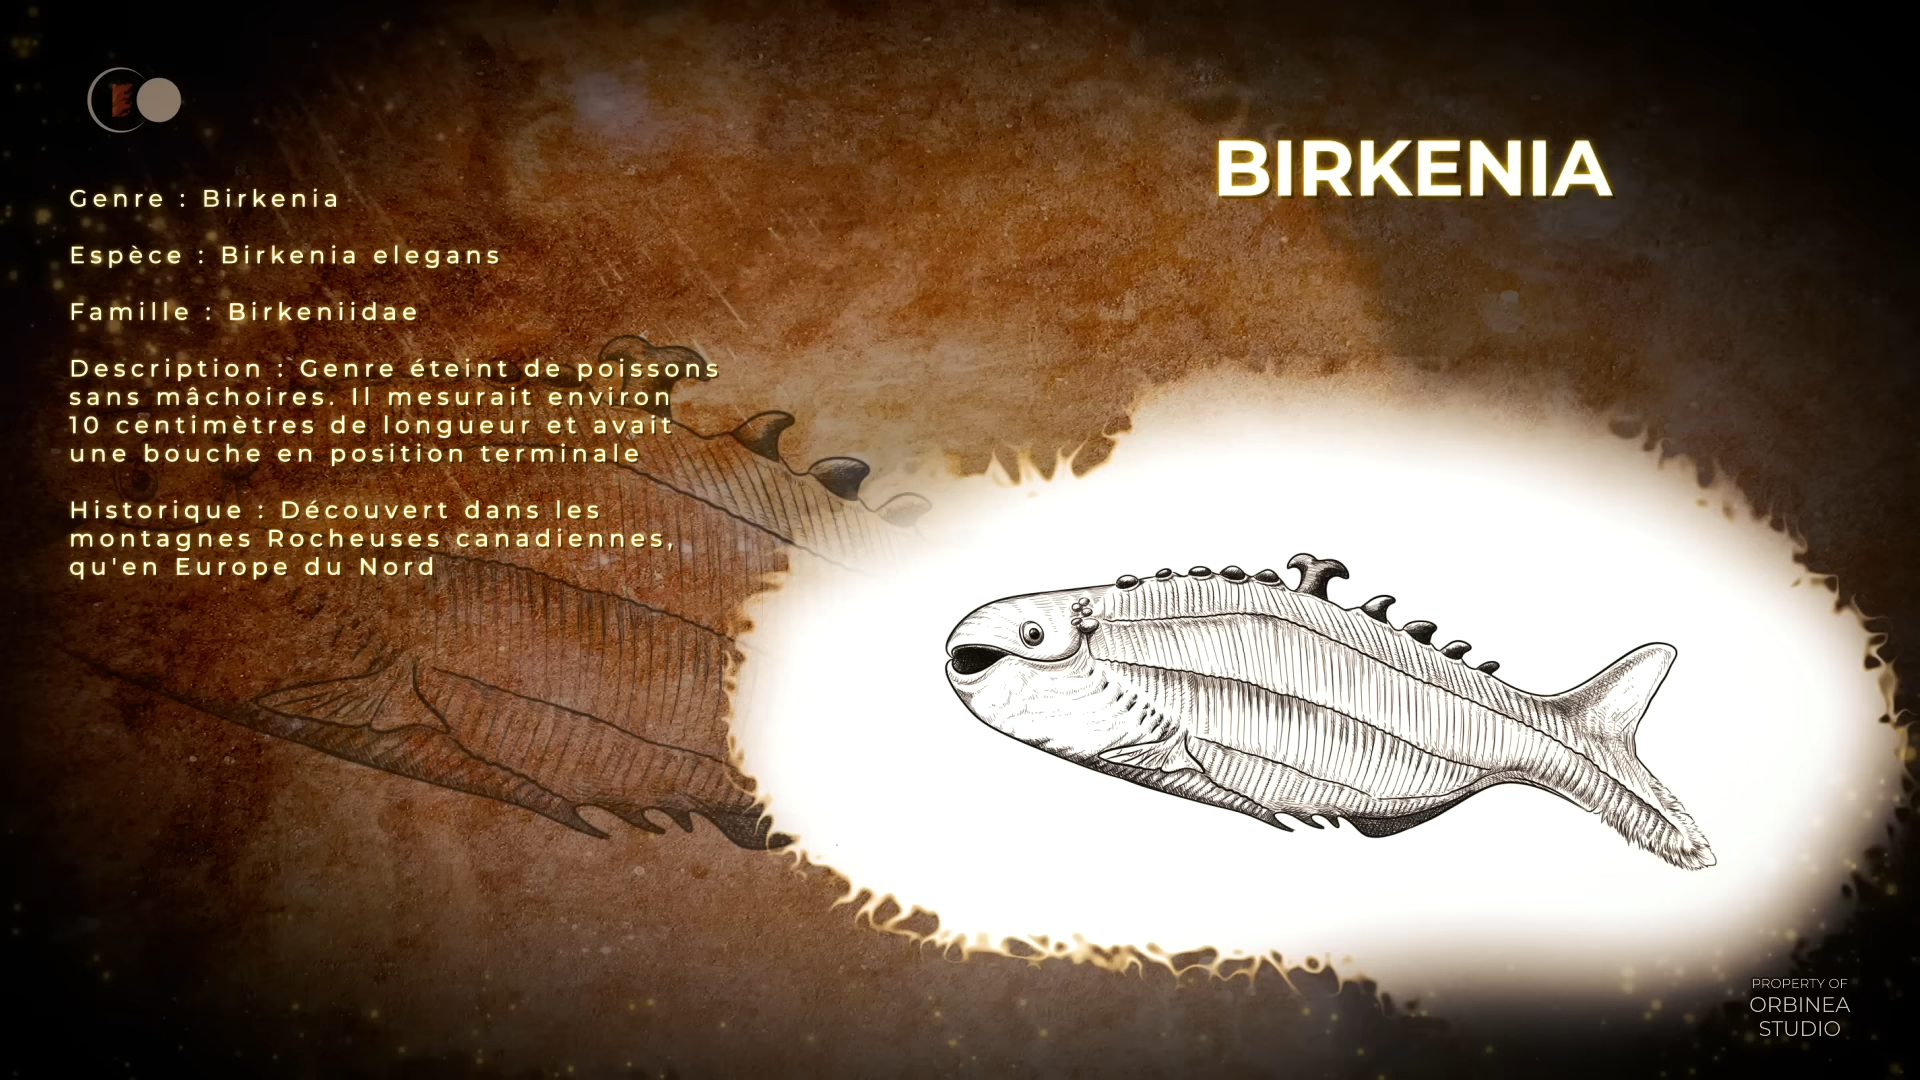 BIRKENIA
Genre : Birkenia
Espèce : Birkenia elegans
Famille : Birkeniidae
Description : Genre éteint de poissons
sans mâchoires. Il mesurait environ
10 centimètres de longueur et avait
une bouche en position terminale
Historique : Découvert dans les
montagnes Rocheuses canadiennes,
qu'en Europe du Nord
PROPERTY OF
ORBINEA
STUDIO